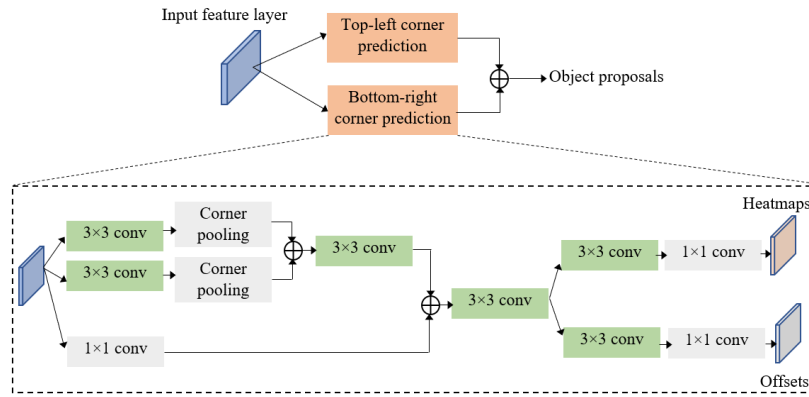 Input feature layer
Top-left corner
prediction
Bottom-right
corner prediction
Object proposals
Heatmaps
3×3 conv
Corner
pooling
3×3 conv
Corner
pooling
3×3 conv
1×1 conv
3×3 conv
3×3 conv
1×1 conv
3×3 conv
1×1 conv
Offsets